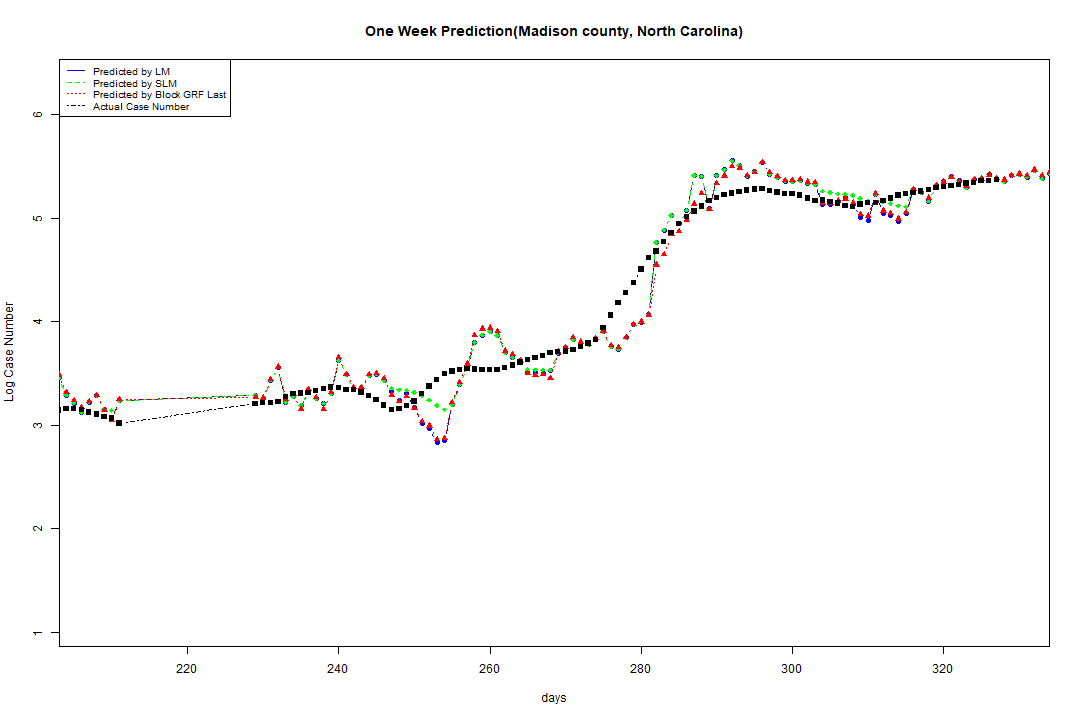 One Week Prediction(Madison county, North Carolina)
Predicted by LM
Predicted by SLM
Predicted by Block GRF Last
Actual Case Number
6
5
4
3
2
1
Log Case Number
220 240 260 280 300 320
days